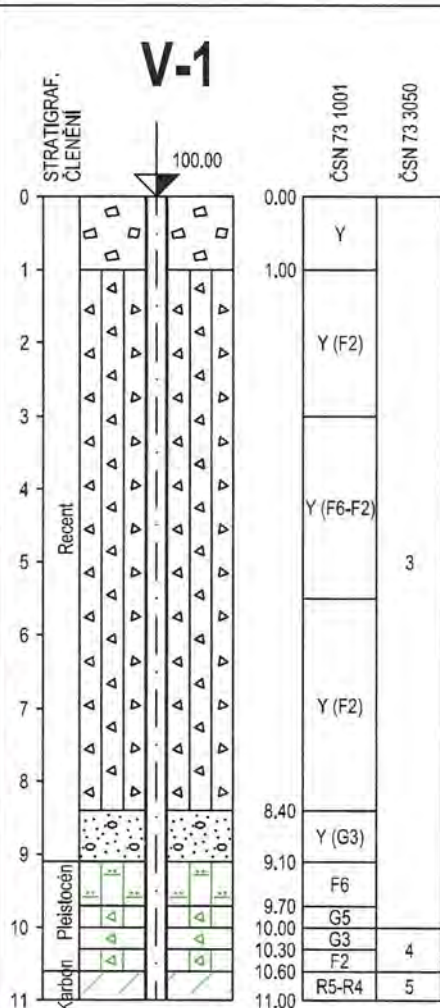 V-1
STRATIGRAF.
ČLENĚNÍ
100.00
ČSN 73 1001
ČSN 73 3050
0
1
2
3
4
5
6
7
8
9
10
11
Recent
Pleistocén
Karbon
0.00
1.00
8.40
9.10
9.70
10.00
10.30
10.60
11.00
Y
Y (F2)
Y (F6-F2)
Y (F2)
Y (G3)
F6
G5
G3
F2
R5-R4
3
4
5